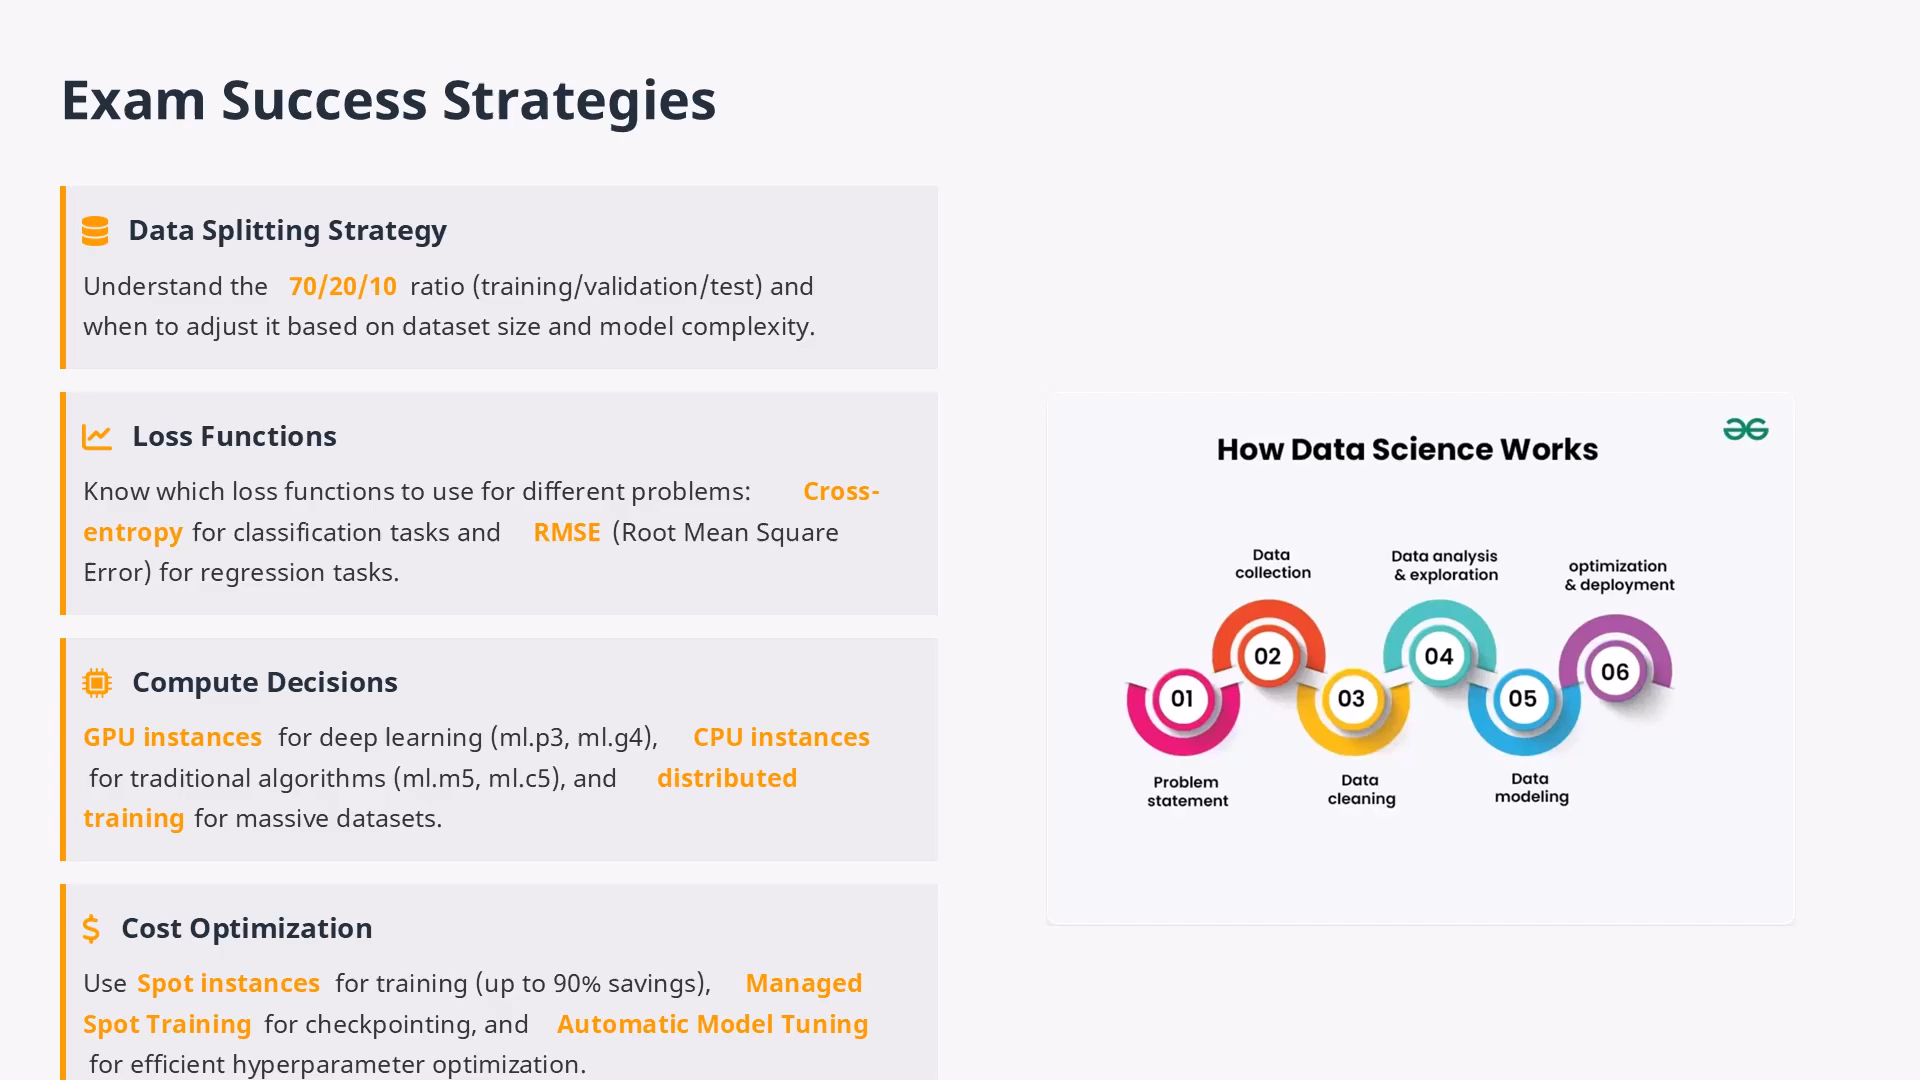 Exam Success Strategies
Data Splitting Strategy
Understand the 70/20/10 ratio (training/validation/test) and
when to adjust it based on dataset size and model complexity.
Loss Functions
Know which loss functions to use for different problems: Cross-
entropy for classification tasks and RMSE (Root Mean Square
Error) for regression tasks.
Compute Decisions
GPU instances for deep learning (ml.p3, ml.g4), CPU instances
for traditional algorithms (ml.m5, ml.c5), and distributed
training for massive datasets.
Cost Optimization
Use Spot instances for training (up to 90% savings), Managed
Spot Training for checkpointing, and Automatic Model Tuning
for efficient hyperparameter optimization.
How Data Science Works
Data
collection
Data analysis
& exploration
optimization
& deployment
01
02
03
04
05
06
Problem
statement
Data
cleaning
Data
modeling